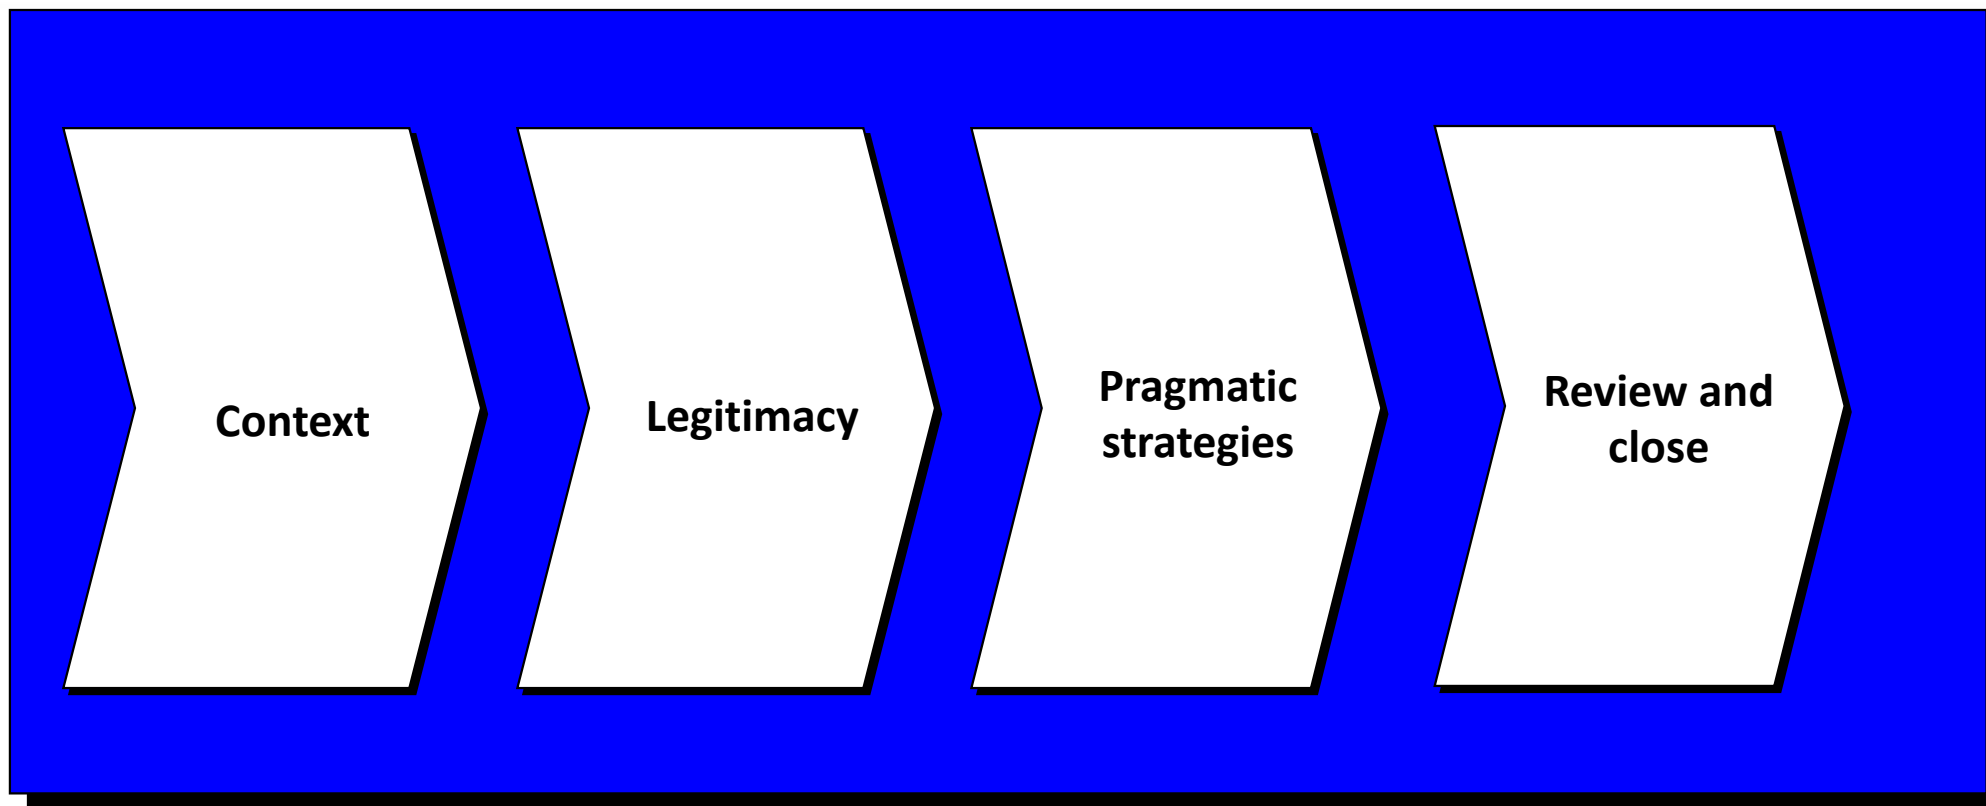 Context
Legitimacy
Pragmatic
strategies
Review and
close